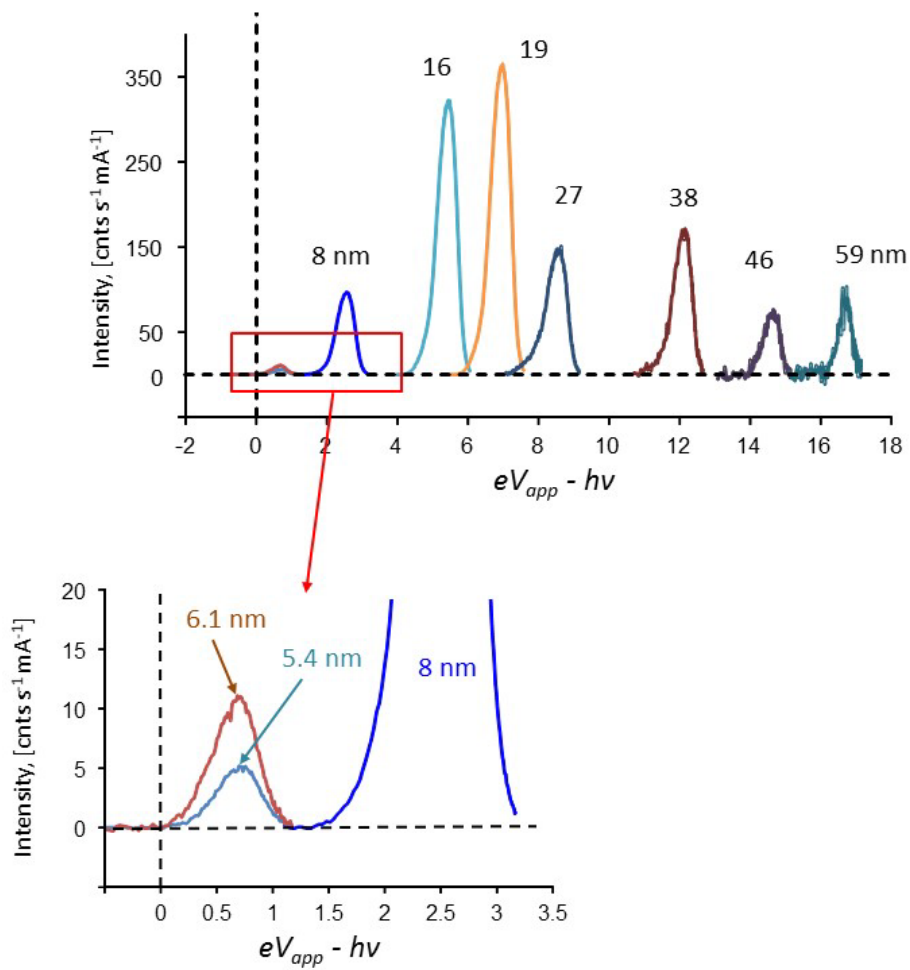 Intensity, [cnts s⁻¹ mA⁻¹]
350
250
150
50
0
16
19
8 nm
27
38
46
59 nm
-2 0 2 4 6 8 10 12 14 16 18
eV_app - hν
Intensity, [cnts s⁻¹ mA⁻¹]
20
15
10
5
0
6.1 nm
5.4 nm
8 nm
0 0.5 1 1.5 2 2.5 3 3.5
eV_app - hν